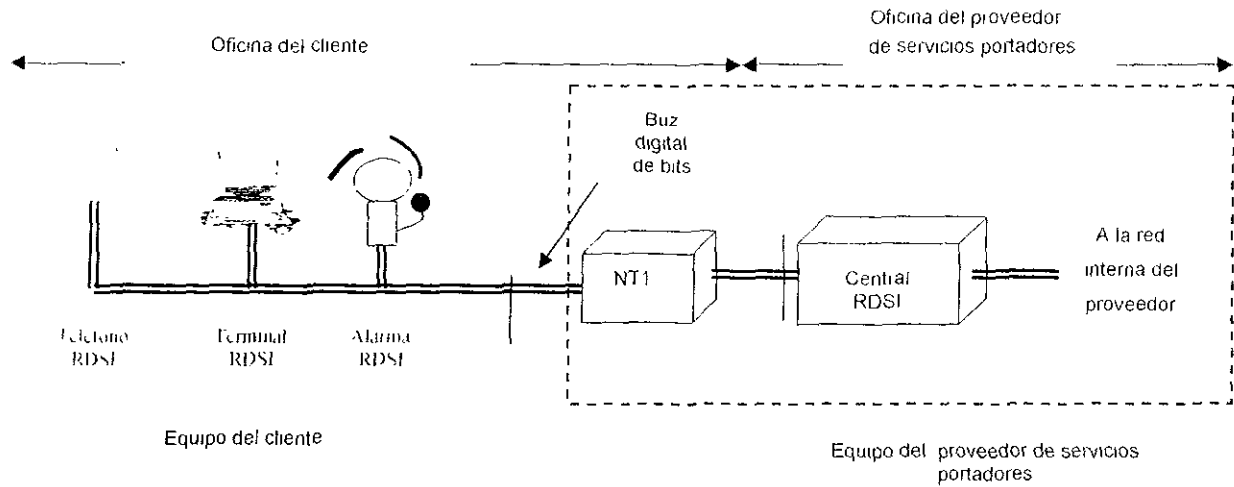 Oficina del cliente
Oficina del proveedor
de servicios portadores
Buz
digital
de bits
NT1
Central
RDSI
A la red
interna del
proveedor
Teléfono
RDSI
Terminal
RDSI
Alarma
RDSI
Equipo del cliente
Equipo del proveedor de servicios
portadores